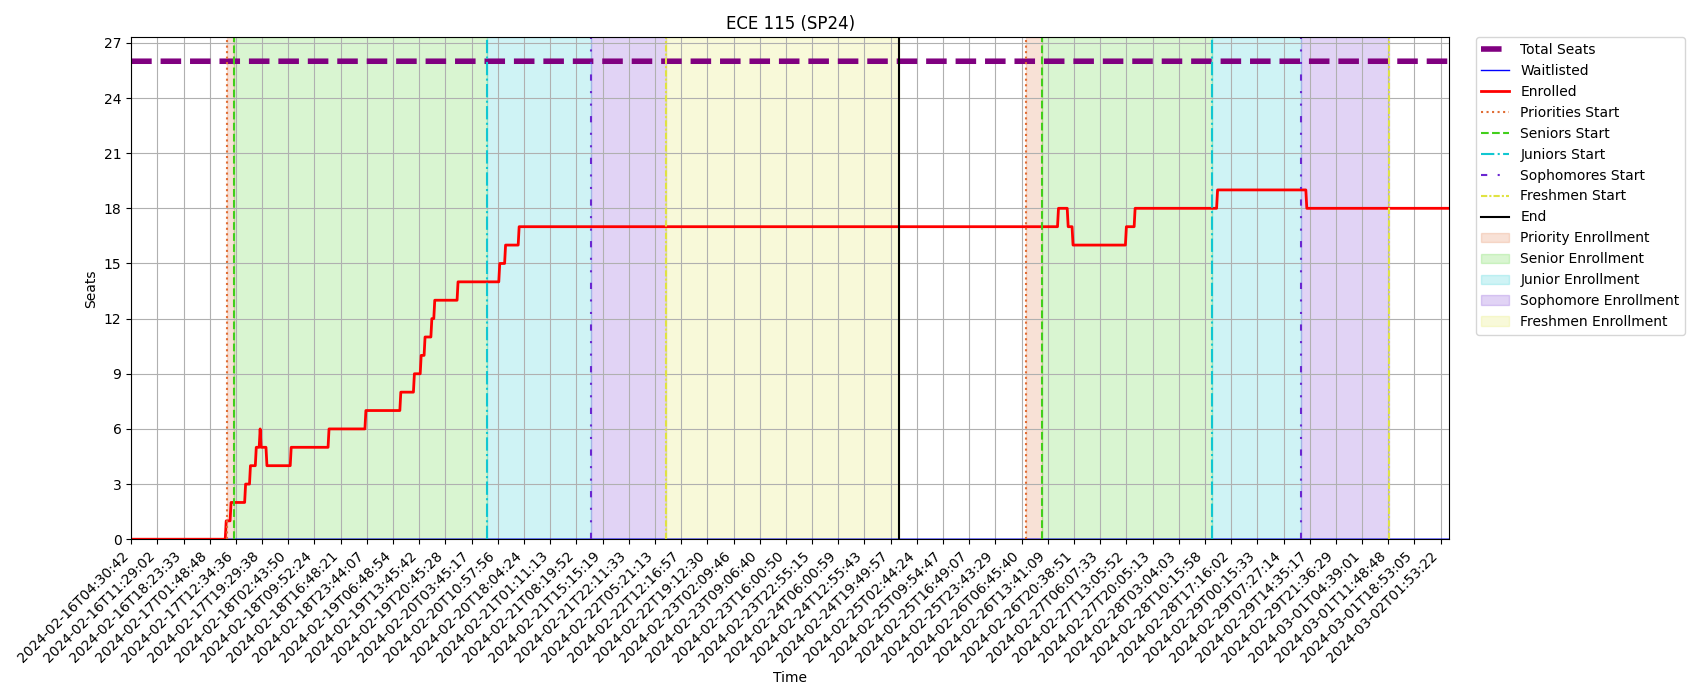 ECE 115 (SP24)
27
24
21
18
15
12
9
6
3
0
Seats
2024-02-16T04:30:42
2024-02-16T11:29:02
2024-02-16T18:23:33
2024-02-17T01:48:48
2024-02-17T12:34:36
2024-02-17T19:29:38
2024-02-18T02:43:50
2024-02-18T09:52:24
2024-02-18T16:48:21
2024-02-18T23:44:07
2024-02-19T06:48:54
2024-02-19T13:45:42
2024-02-19T20:45:28
2024-02-20T03:45:17
2024-02-20T10:57:56
2024-02-20T18:04:24
2024-02-21T01:11:13
2024-02-21T08:19:52
2024-02-21T15:15:19
2024-02-21T22:11:33
2024-02-22T05:21:13
2024-02-22T12:16:57
2024-02-22T19:12:30
2024-02-23T02:09:46
2024-02-23T09:06:40
2024-02-23T16:00:50
2024-02-23T22:55:15
2024-02-24T06:00:59
2024-02-24T12:55:43
2024-02-24T19:49:57
2024-02-25T02:44:24
2024-02-25T09:54:47
2024-02-25T16:49:07
2024-02-25T23:43:29
2024-02-26T06:45:40
2024-02-26T13:41:09
2024-02-26T20:38:51
2024-02-27T06:07:33
2024-02-27T13:05:52
2024-02-27T20:05:13
2024-02-28T03:04:03
2024-02-28T10:15:58
2024-02-28T17:16:02
2024-02-29T00:15:33
2024-02-29T07:27:14
2024-02-29T14:35:17
2024-02-29T21:36:29
2024-03-01T04:39:01
2024-03-01T11:48:48
2024-03-01T18:53:05
2024-03-02T01:53:22
Time
Total Seats
Waitlisted
Enrolled
Priorities Start
Seniors Start
Juniors Start
Sophomores Start
Freshmen Start
End
Priority Enrollment
Senior Enrollment
Junior Enrollment
Sophomore Enrollment
Freshmen Enrollment